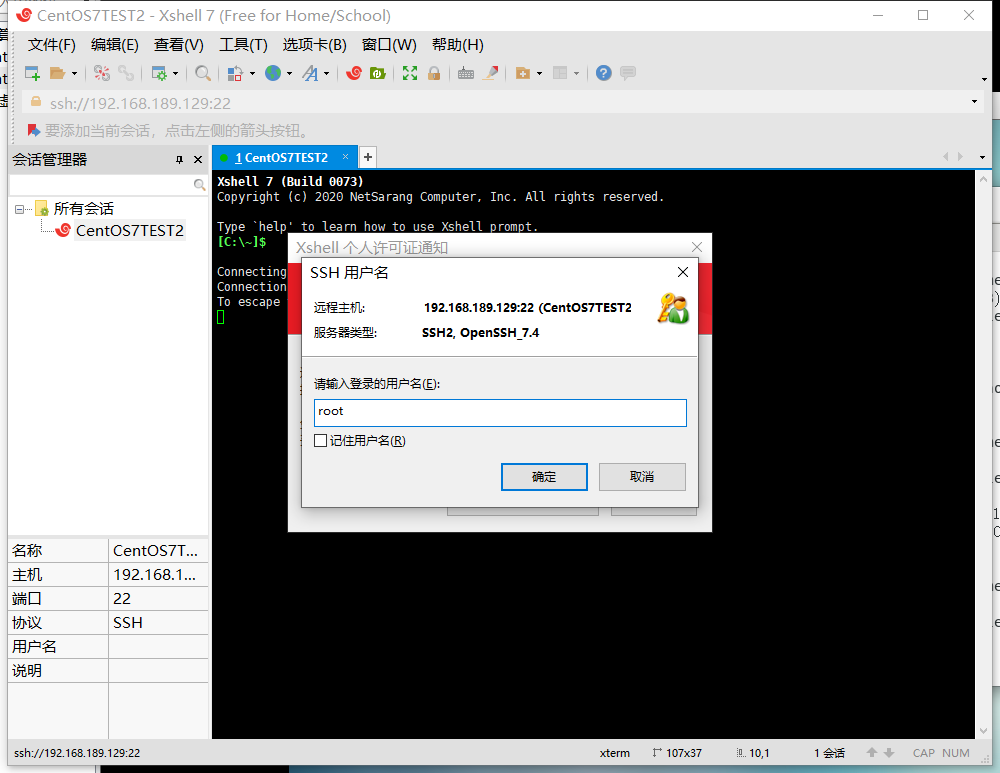 CentOS7TEST2 - Xshell 7 (Free for Home/School)
文件(F) 编辑(E) 查看(V) 工具(T) 选项卡(B) 窗口(W) 帮助(H)
ssh://192.168.189.129:22
要添加当前会话，点击左侧的箭头按钮。
会话管理器
1 CentOS7TEST2
所有会话
CentOS7TEST2
Xshell 7 (Build 0073)
Copyright (c) 2020 NetSarang Computer, Inc. All rights reserved.
Type `help' to learn how to use Xshell prompt.
[C:\~]$
Connecting
Connection
To escape
Xshell 个人许可证通知
SSH 用户名
远程主机: 192.168.189.129:22 (CentOS7TEST2
服务器类型: SSH2, OpenSSH_7.4
请输入登录的用户名(E):
root
记住用户名(R)
确定 取消
名称 CentOS7T...
主机 192.168.1...
端口 22
协议 SSH
用户名
说明
ssh://192.168.189.129:22 xterm 107x37 10,1 1 会话 CAP NUM